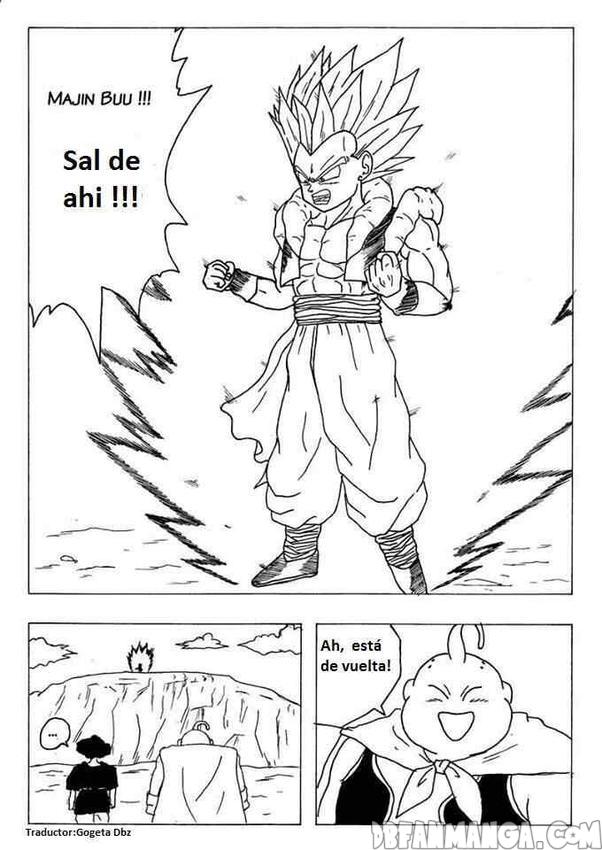 Majin Buu !!!
Sal de
ahi !!!
...
Ah, está
de vuelta!
Traductor:Gogeta Dbz
DBFANMANGA.COM